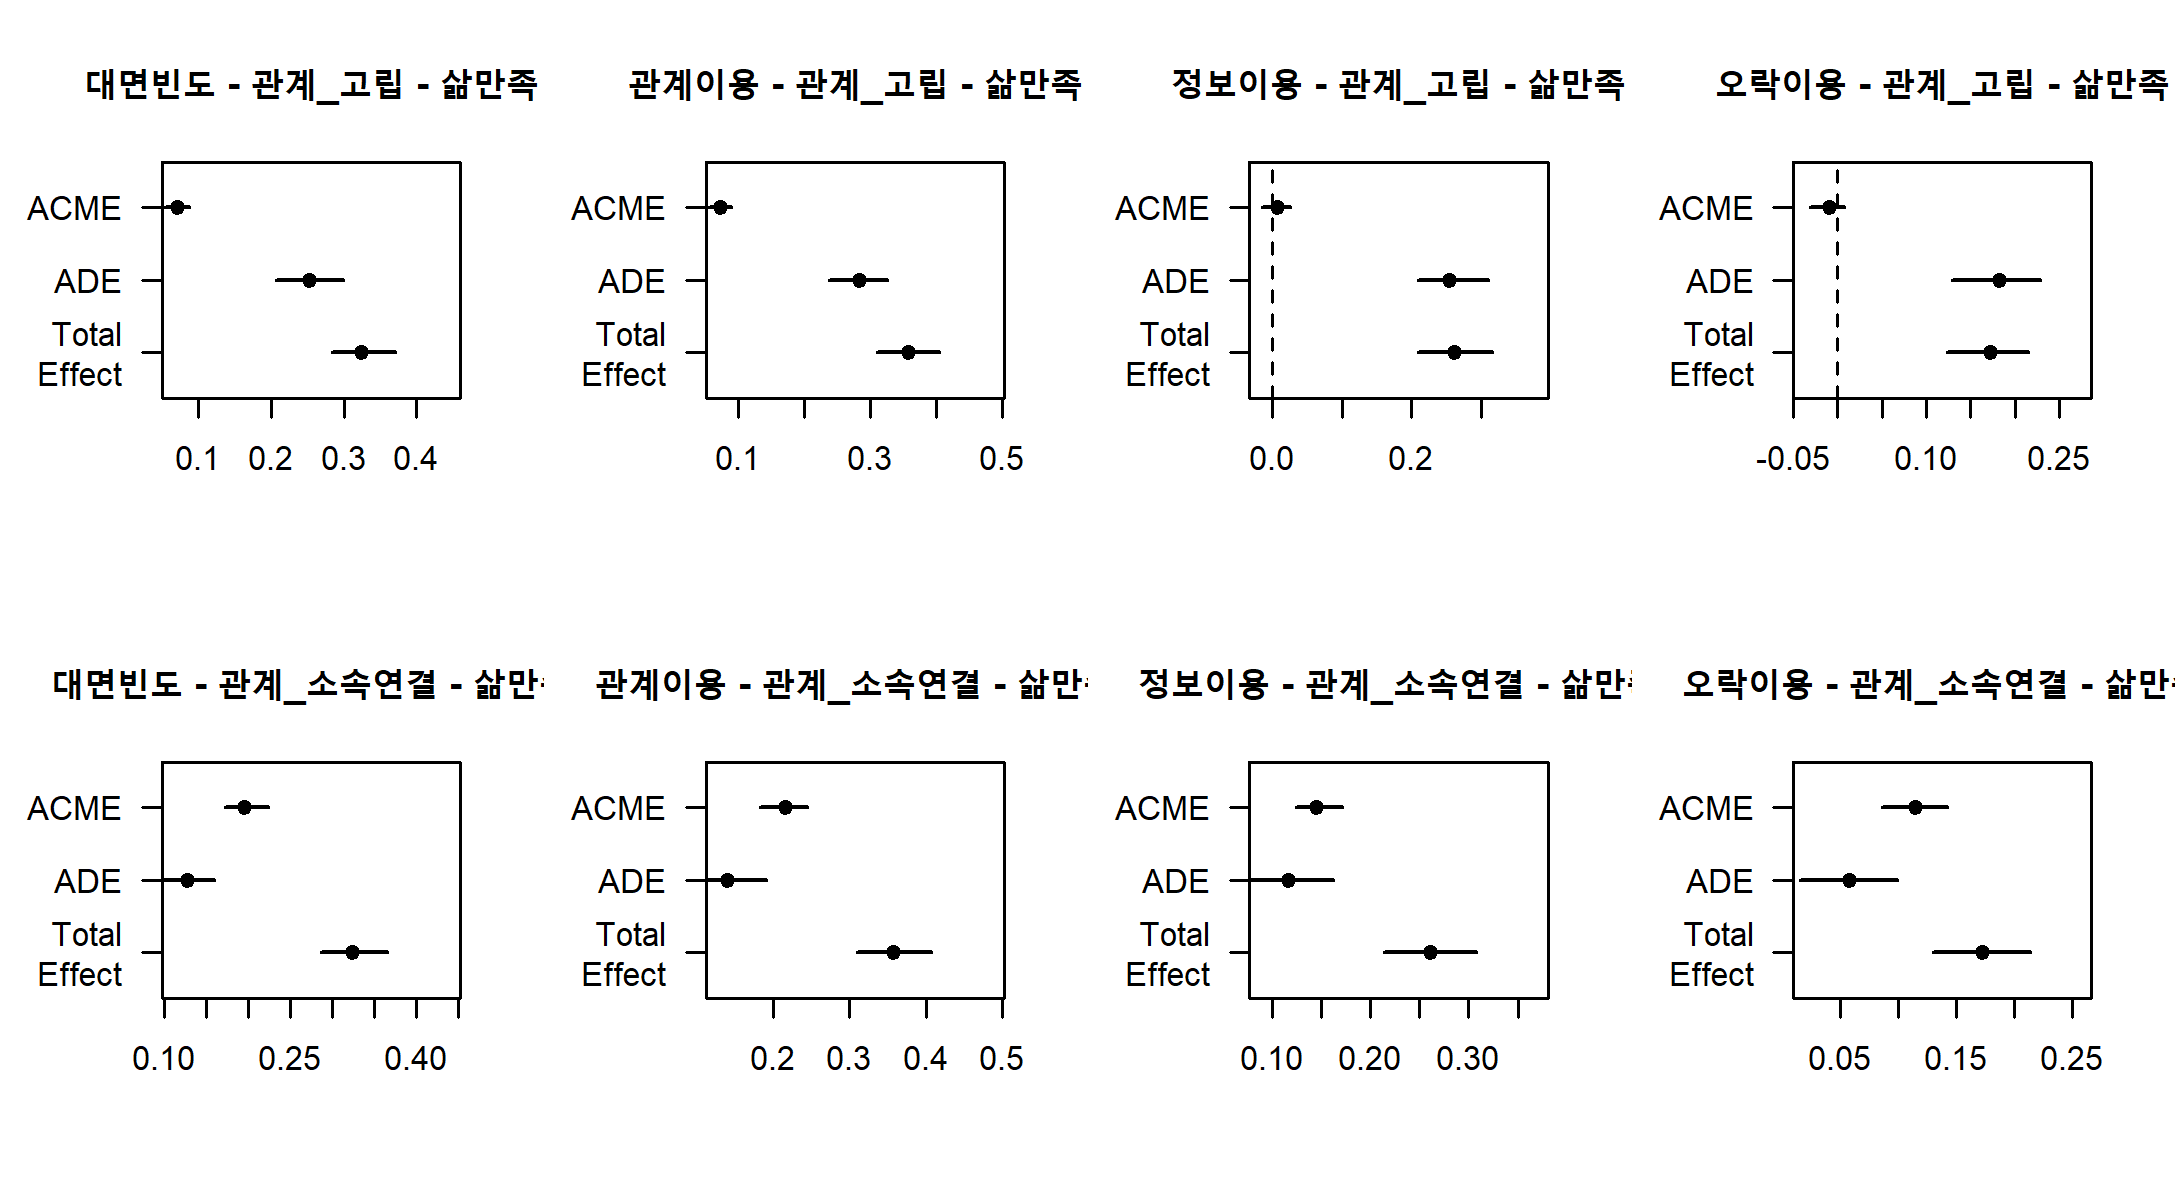 대면빈도 - 관계_고립 - 삶만족
ACME
ADE
Total
Effect
0.1 0.2 0.3 0.4
관계이용 - 관계_고립 - 삶만족
ACME
ADE
Total
Effect
0.1 0.3 0.5
정보이용 - 관계_고립 - 삶만족
ACME
ADE
Total
Effect
0.0 0.2
오락이용 - 관계_고립 - 삶만족
ACME
ADE
Total
Effect
-0.05 0.10 0.25
대면빈도 - 관계_소속연결 - 삶만
ACME
ADE
Total
Effect
0.10 0.25 0.40
관계이용 - 관계_소속연결 - 삶만
ACME
ADE
Total
Effect
0.2 0.3 0.4 0.5
정보이용 - 관계_소속연결 - 삶만
ACME
ADE
Total
Effect
0.10 0.20 0.30
오락이용 - 관계_소속연결 - 삶만
ACME
ADE
Total
Effect
0.05 0.15 0.25